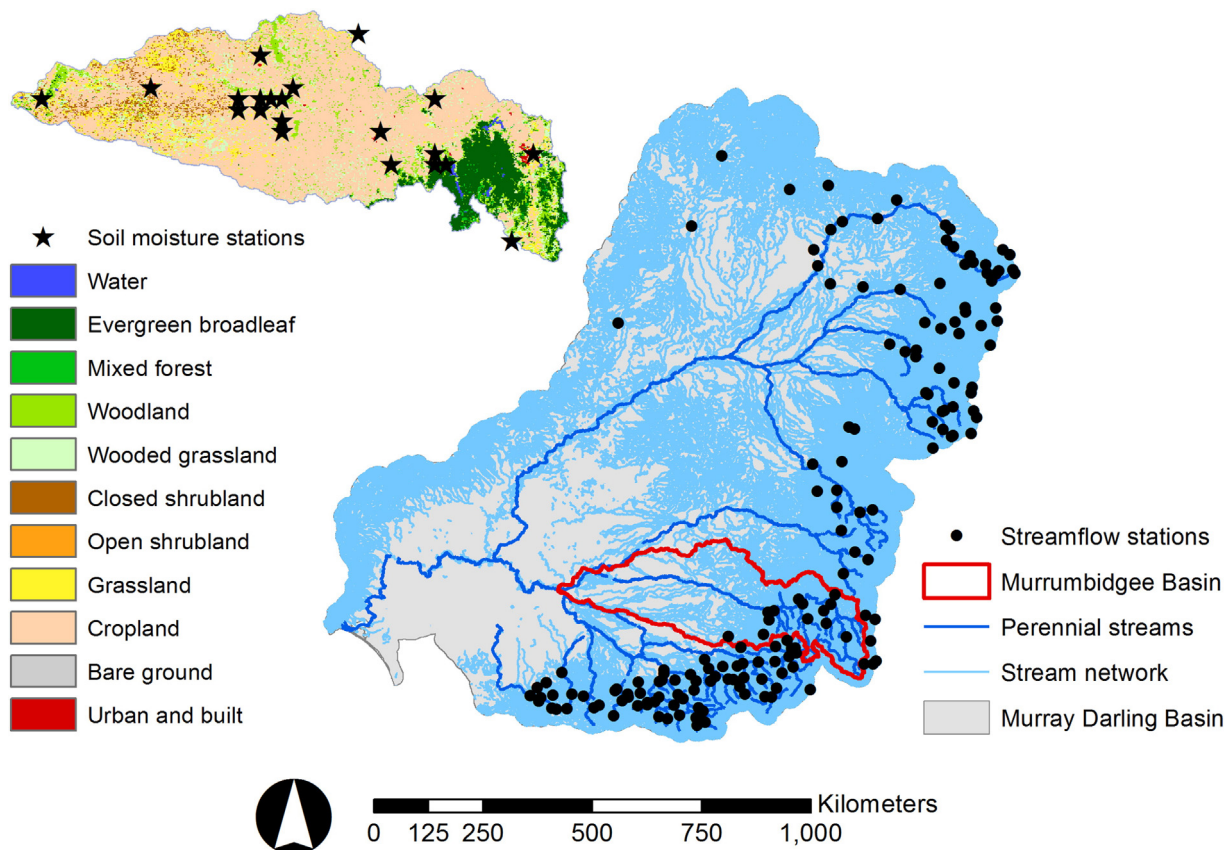 Soil moisture stations
Water
Evergreen broadleaf
Mixed forest
Woodland
Wooded grassland
Closed shrubland
Open shrubland
Grassland
Cropland
Bare ground
Urban and built
Streamflow stations
Murrumbidgee Basin
Perennial streams
Stream network
Murray Darling Basin
Kilometers
0 125 250 500 750 1,000